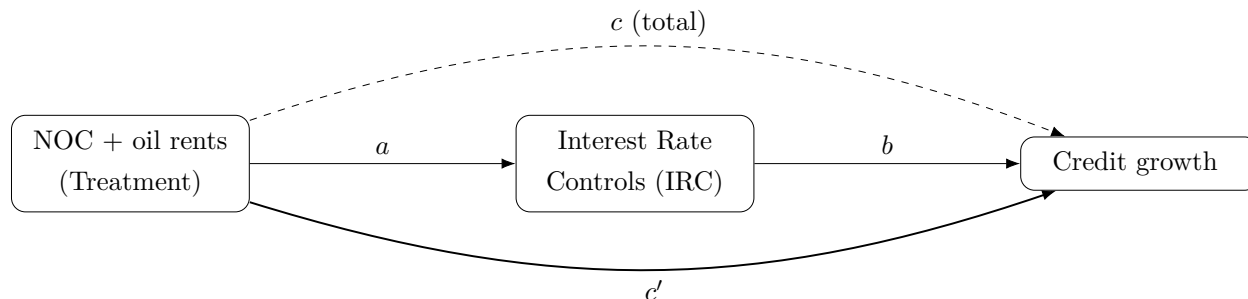 c (total)
NOC + oil rents
(Treatment)
a
Interest Rate
Controls (IRC)
b
Credit growth
c′